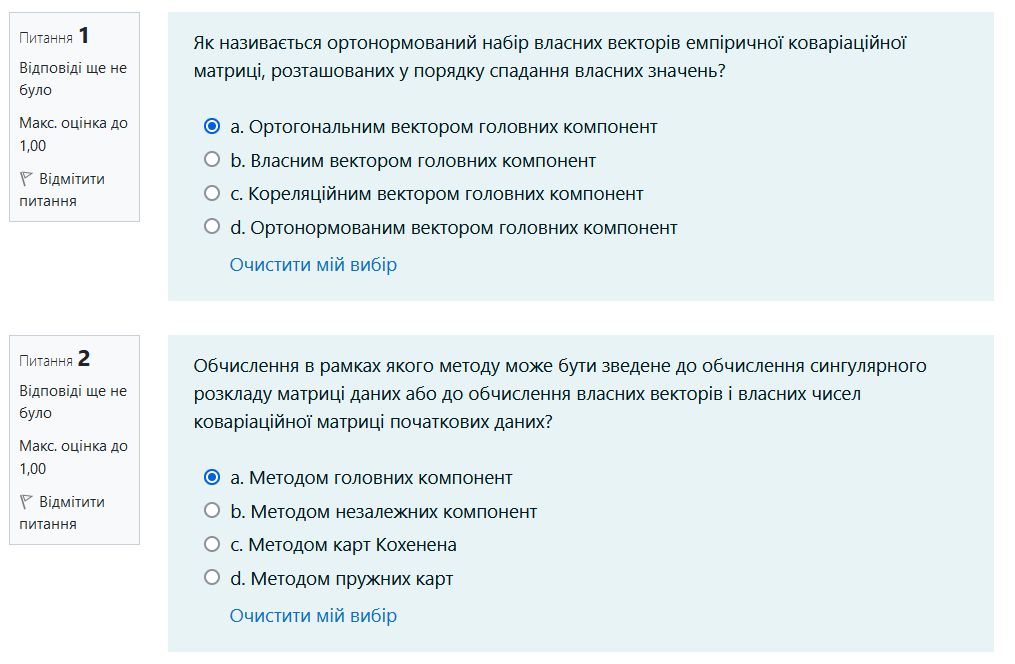 Питання 1
Відповіді ще не
було
Макс. оцінка до
1,00
Відмітити
питання
Як називається ортонормований набір власних векторів емпіричної коваріаційної
матриці, розташованих у порядку спадання власних значень?
a. Ортогональним вектором головних компонент
b. Власним вектором головних компонент
c. Кореляційним вектором головних компонент
d. Ортонормованим вектором головних компонент
Очистити мій вибір
Питання 2
Відповіді ще не
було
Макс. оцінка до
1,00
Відмітити
питання
Обчислення в рамках якого методу може бути зведене до обчислення сингулярного
розкладу матриці даних або до обчислення власних векторів і власних чисел
коваріаційної матриці початкових даних?
a. Методом головних компонент
b. Методом незалежних компонент
c. Методом карт Кохенена
d. Методом пружних карт
Очистити мій вибір